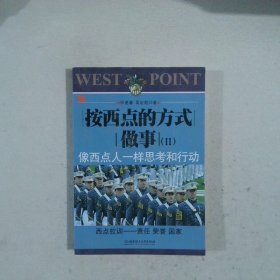 WEST POINT
按西点的方式
做事(II)
像西点人一样思考和行动
西点校训——责任 荣誉 国家